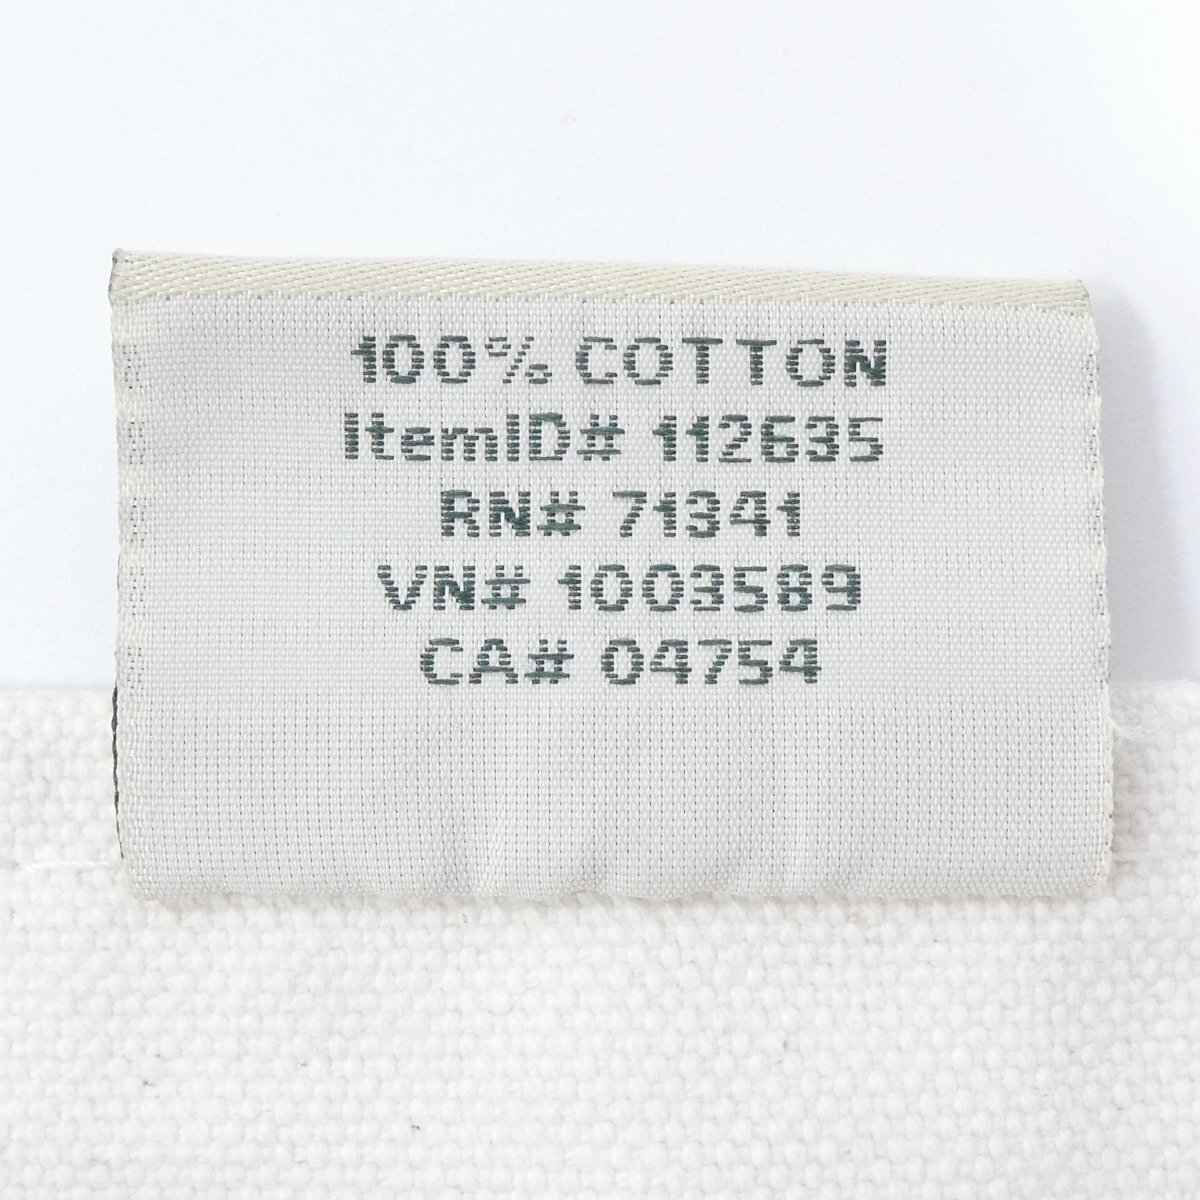 100% COTTON
ItemID# 112635
RN# 71341
VN# 1003589
CA# 04754